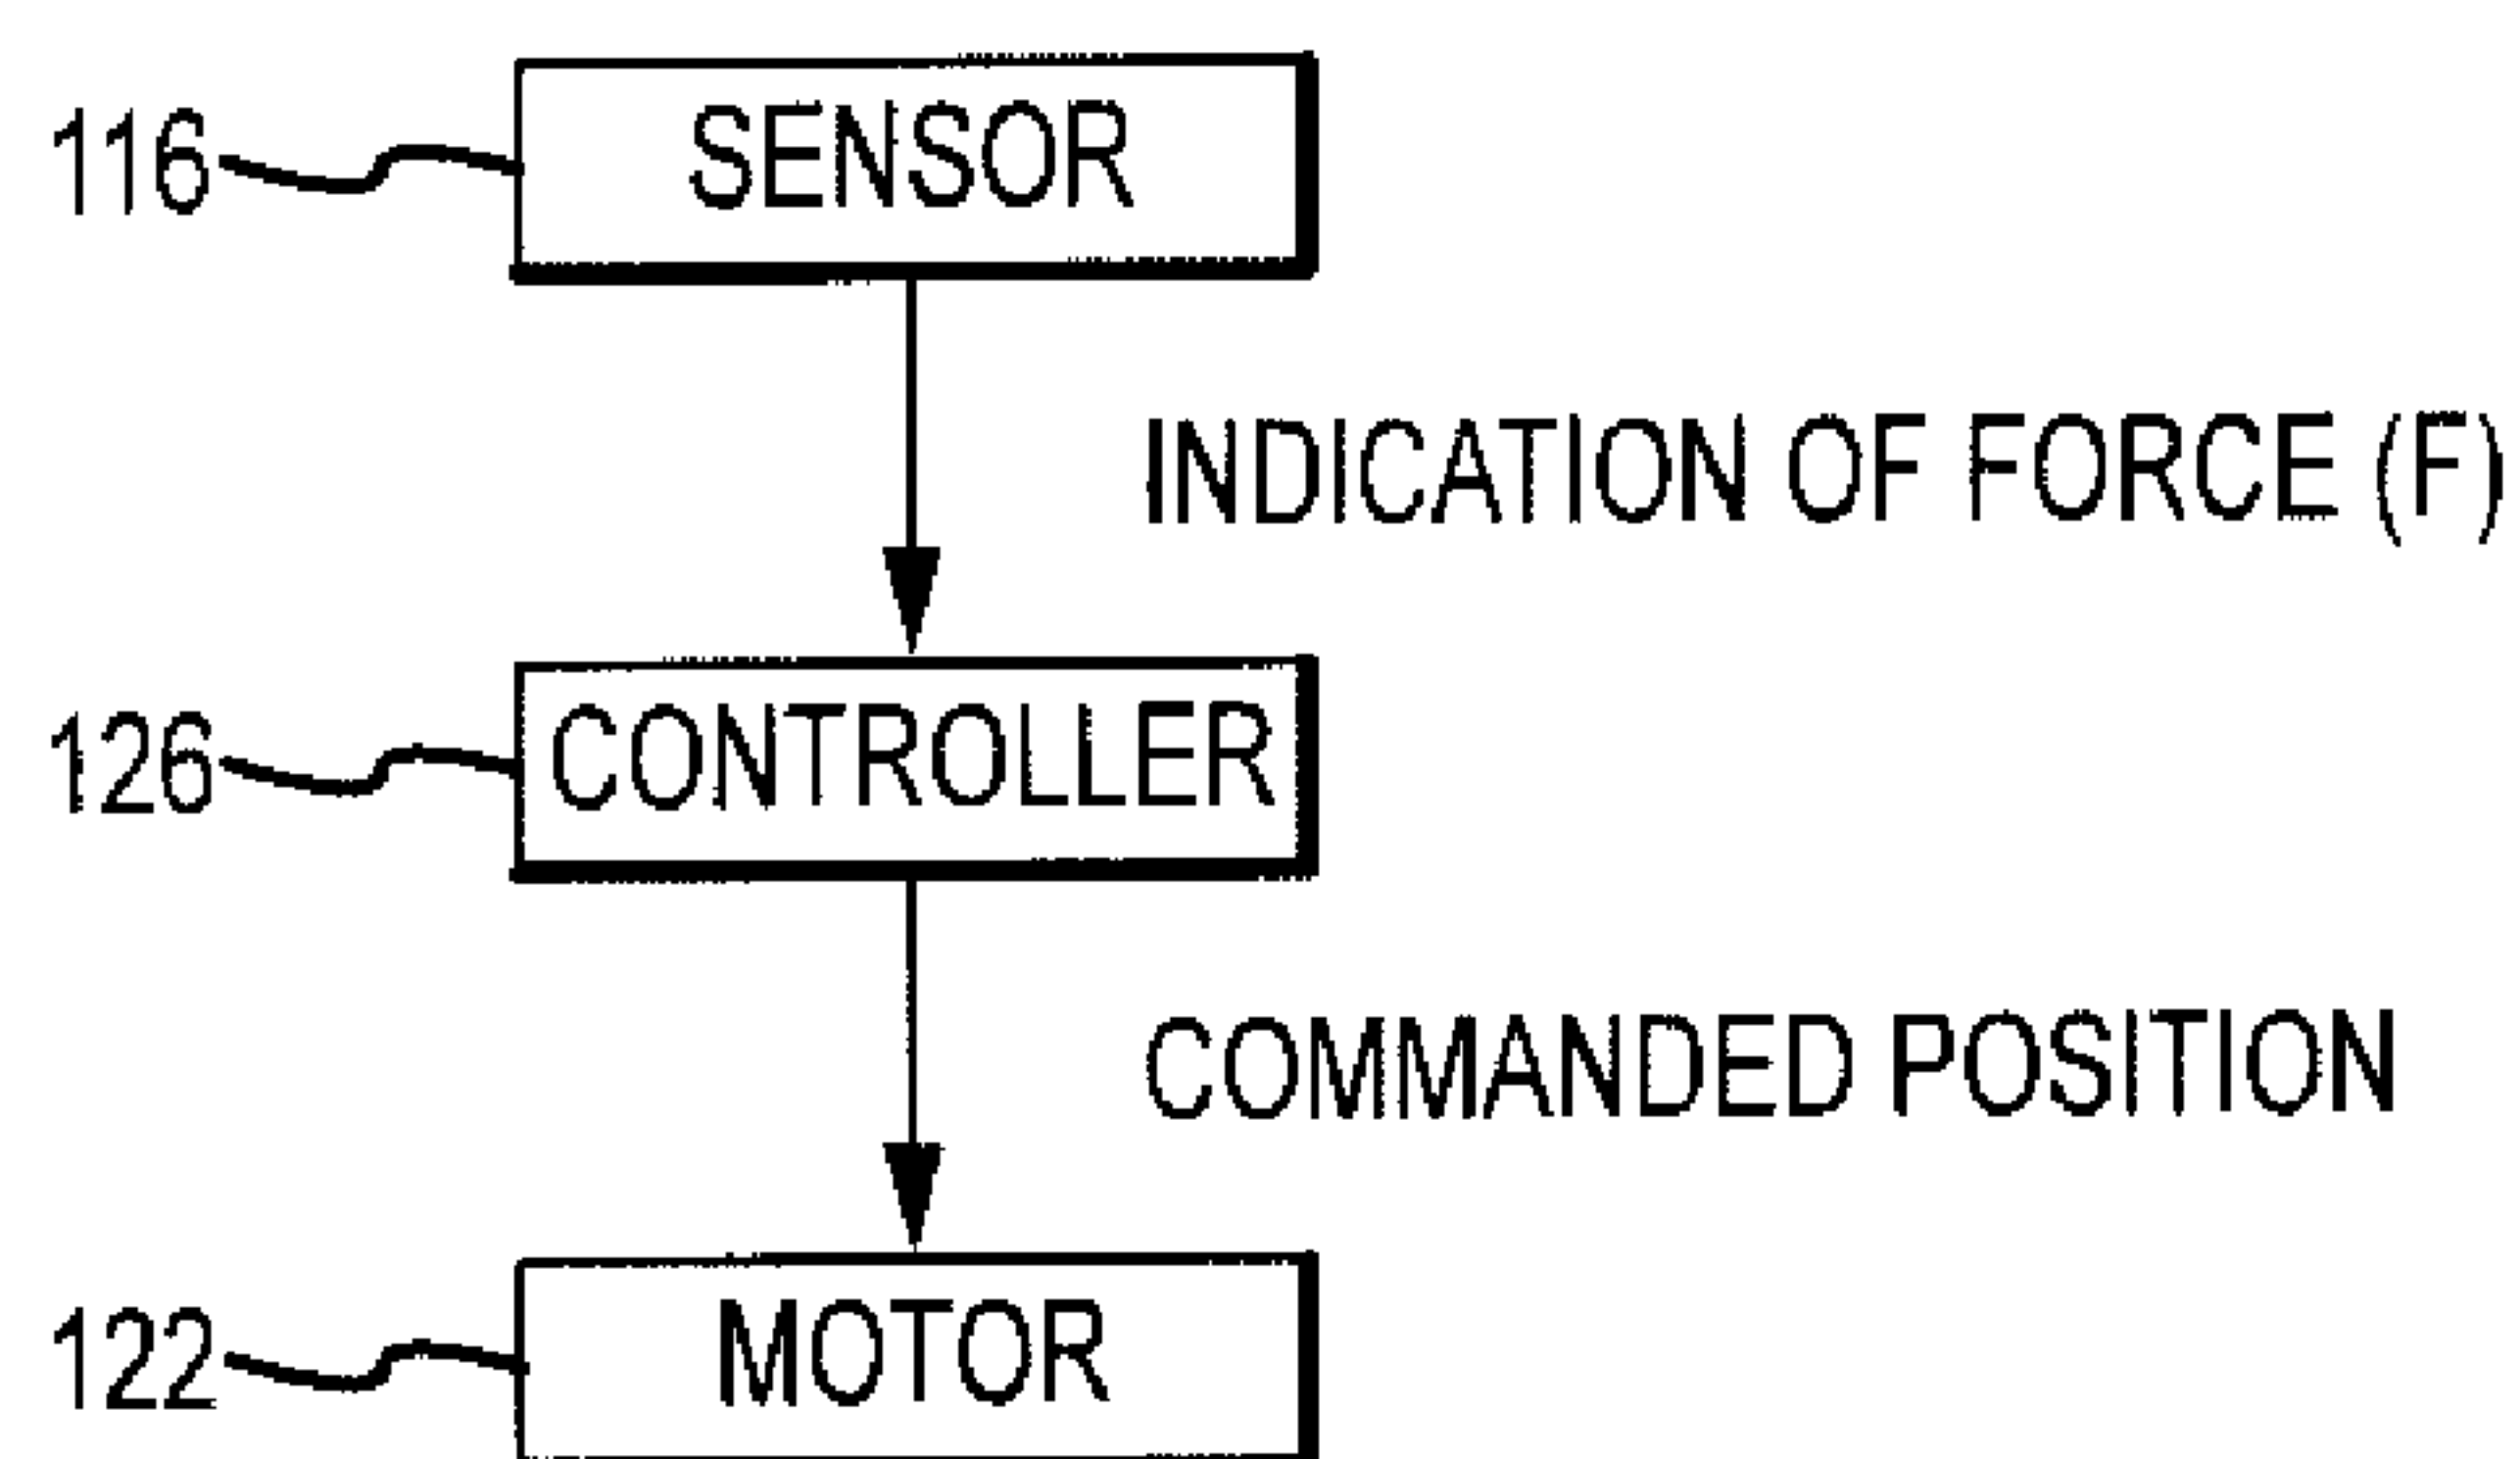 116 SENSOR
INDICATION OF FORCE (F)
126 CONTROLLER
COMMANDED POSITION
122 MOTOR